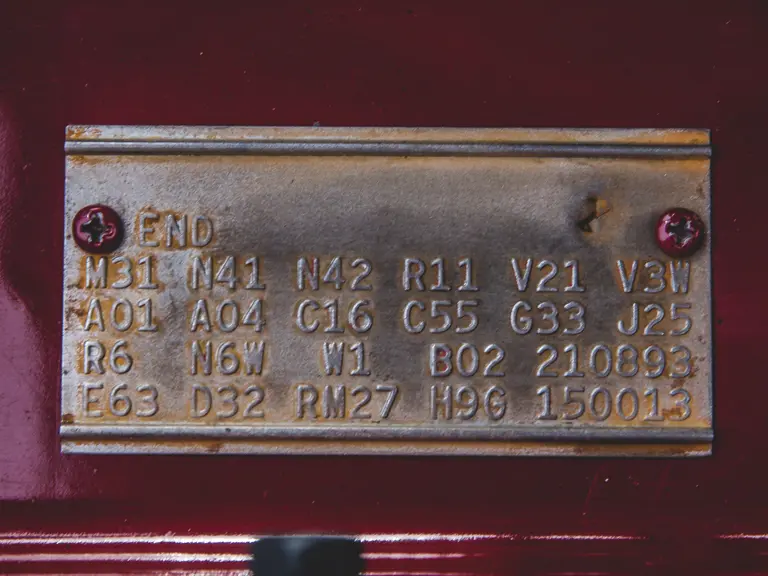 END
M31 N41 N42 R11 V21 V3W
A01 A04 C16 C55 G33 J25
R6 N6W W1 B02 210893
E63 D32 RM27 H9G 150013